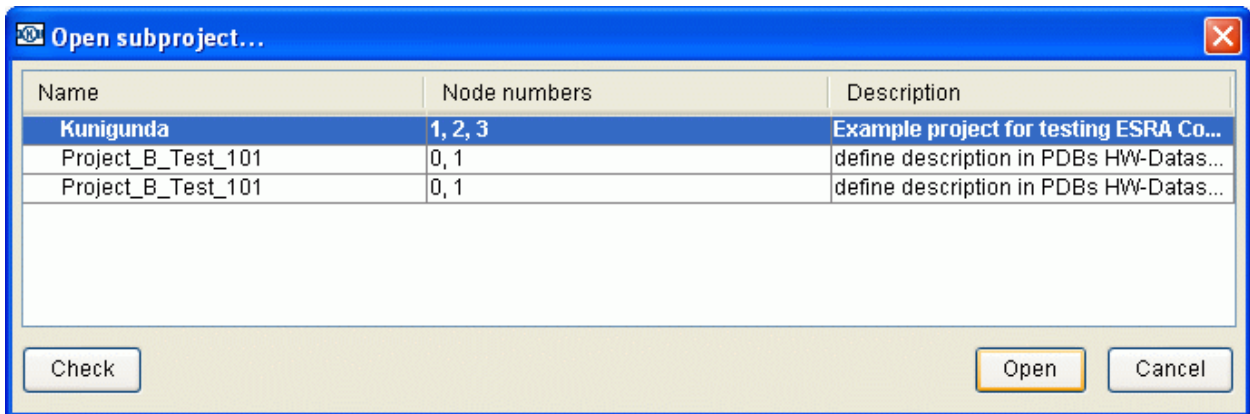 Open subproject...
Name Node numbers Description
Kunigunda 1, 2, 3 Example project for testing ESRA Co...
Project_B_Test_101 0, 1 define description in PDBs HW-Datas...
Project_B_Test_101 0, 1 define description in PDBs HW-Datas...
Check Open Cancel